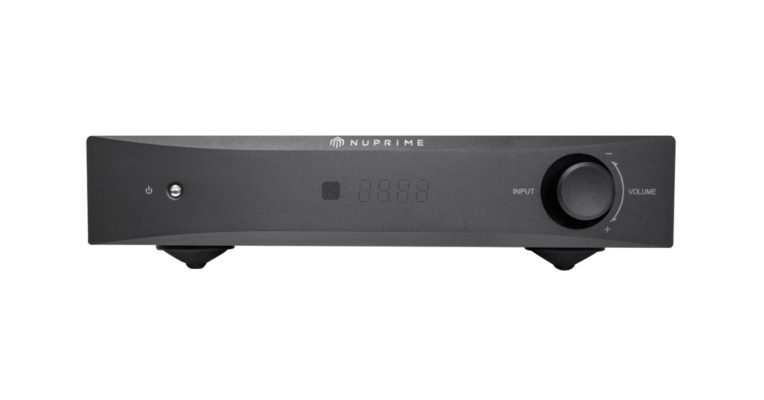 NUPRIME
INPUT
VOLUME
−
+